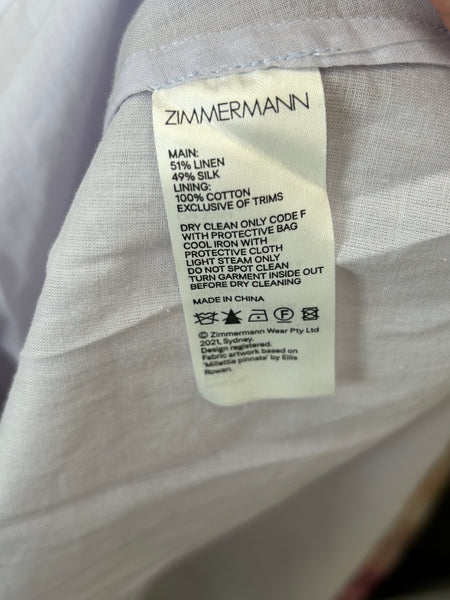 ZIMMERMANN
MAIN:
51% LINEN
49% SILK
LINING:
100% COTTON
EXCLUSIVE OF TRIMS
DRY CLEAN ONLY CODE F
WITH PROTECTIVE BAG
COOL IRON WITH
PROTECTIVE CLOTH
LIGHT STEAM ONLY
DO NOT SPOT CLEAN
TURN GARMENT INSIDE OUT
BEFORE DRY CLEANING
MADE IN CHINA
F
© Zimmermann Wear Pty Ltd
2021, Sydney.
Design registered.
Fabric artwork based on
'Millettia pinnata' by Ellis
Rowan.